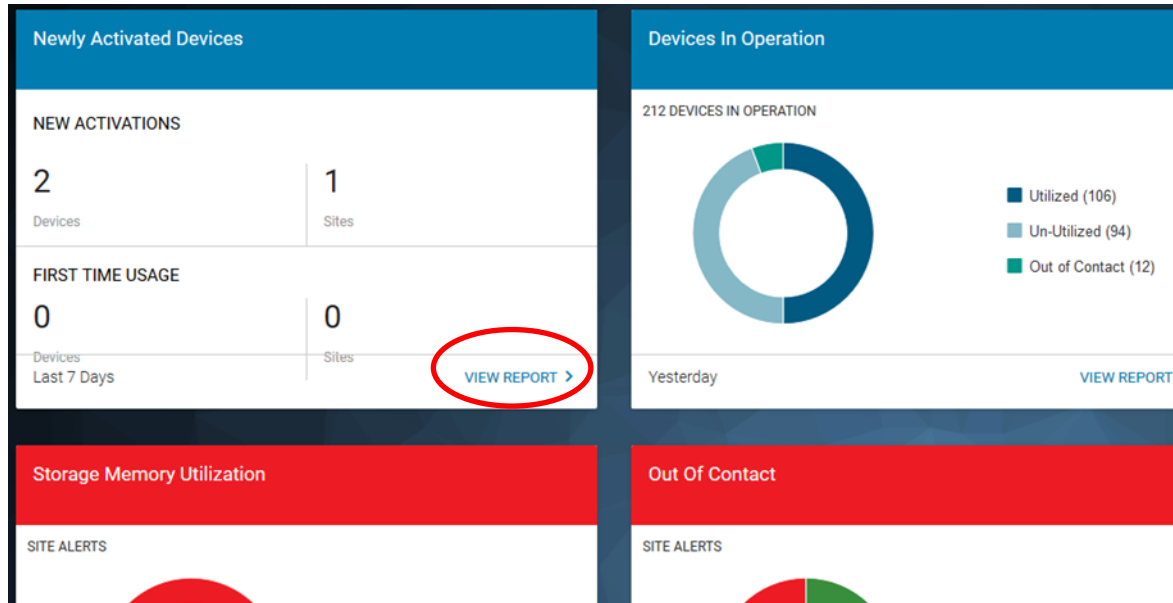 Newly Activated Devices
NEW ACTIVATIONS
2
1
Devices
Sites
FIRST TIME USAGE
0
0
Devices
Sites
Last 7 Days
VIEW REPORT >
Devices In Operation
212 DEVICES IN OPERATION
Utilized (106)
Un-Utilized (94)
Out of Contact (12)
Yesterday
VIEW REPORT
Storage Memory Utilization
SITE ALERTS
Out Of Contact
SITE ALERTS